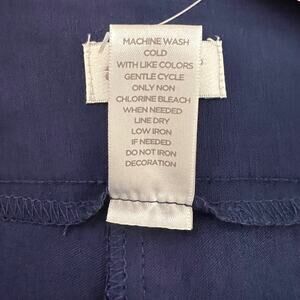 MACHINE WASH
COLD
WITH LIKE COLORS
GENTLE CYCLE
ONLY NON
CHLORINE BLEACH
WHEN NEEDED
LINE DRY
LOW IRON
IF NEEDED
DO NOT IRON
DECORATION